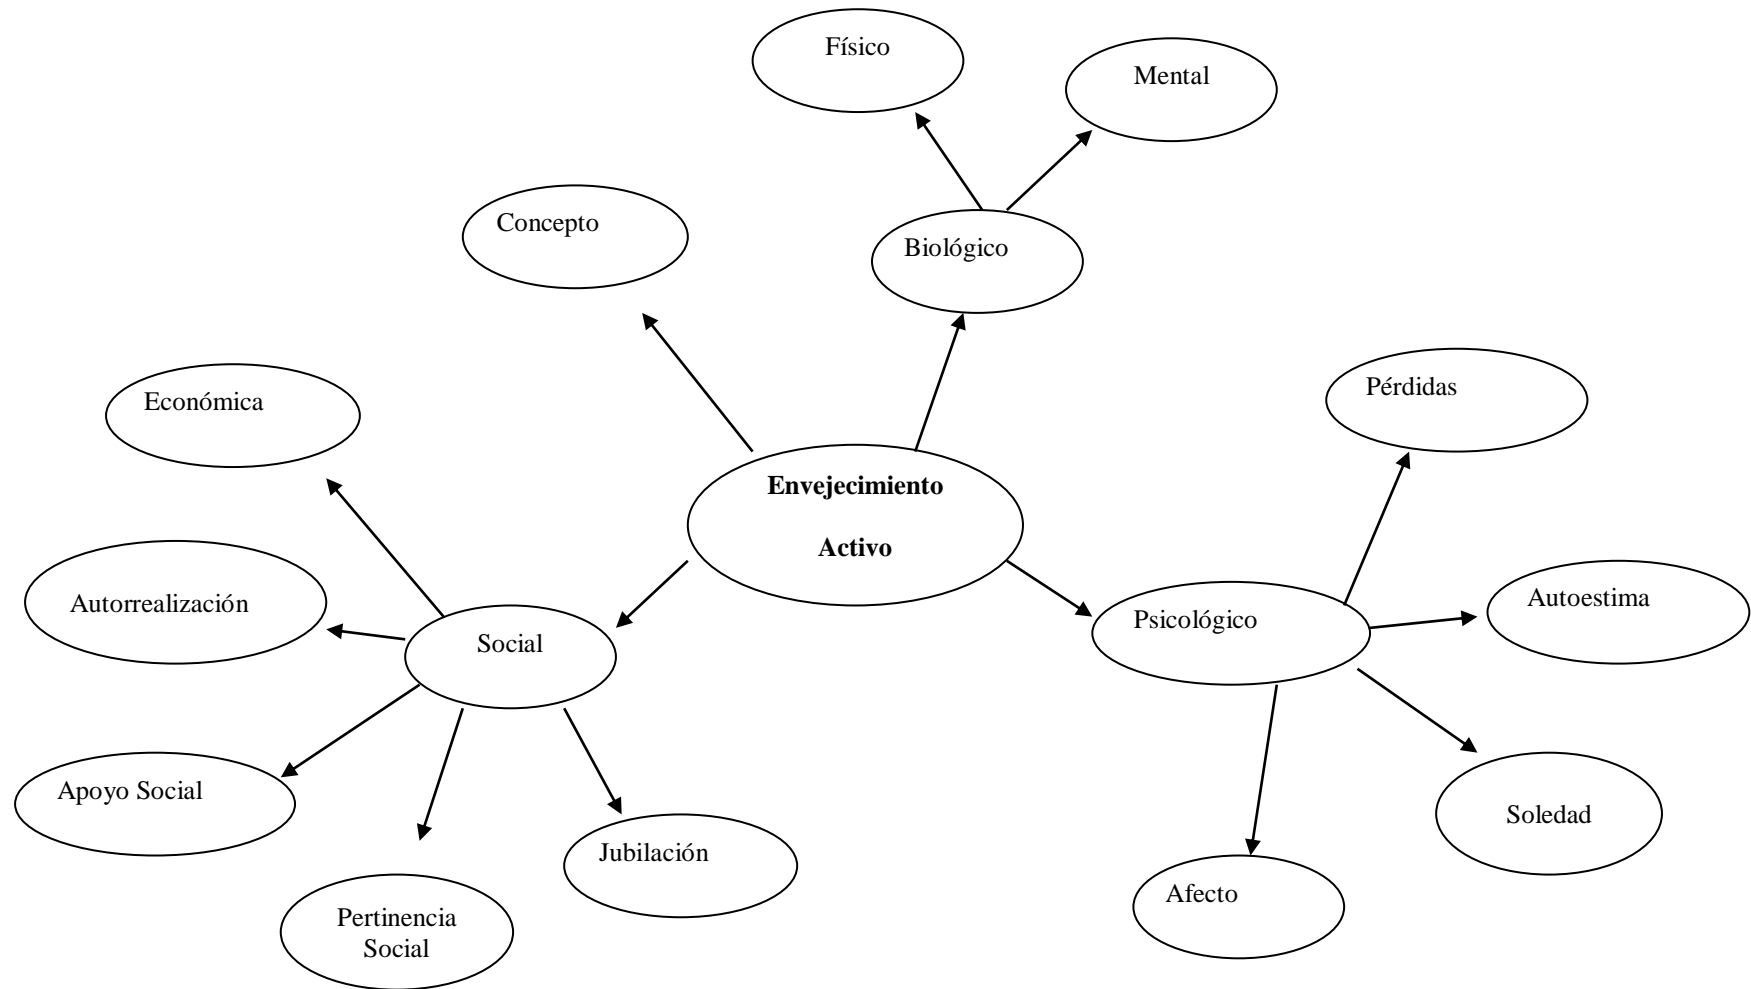 Físico
Mental
Concepto
Biológico
Económica
Pérdidas
Envejecimiento
Activo
Autorrealización
Social
Psicológico
Autoestima
Apoyo Social
Jubilación
Soledad
Afecto
Pertinencia
Social